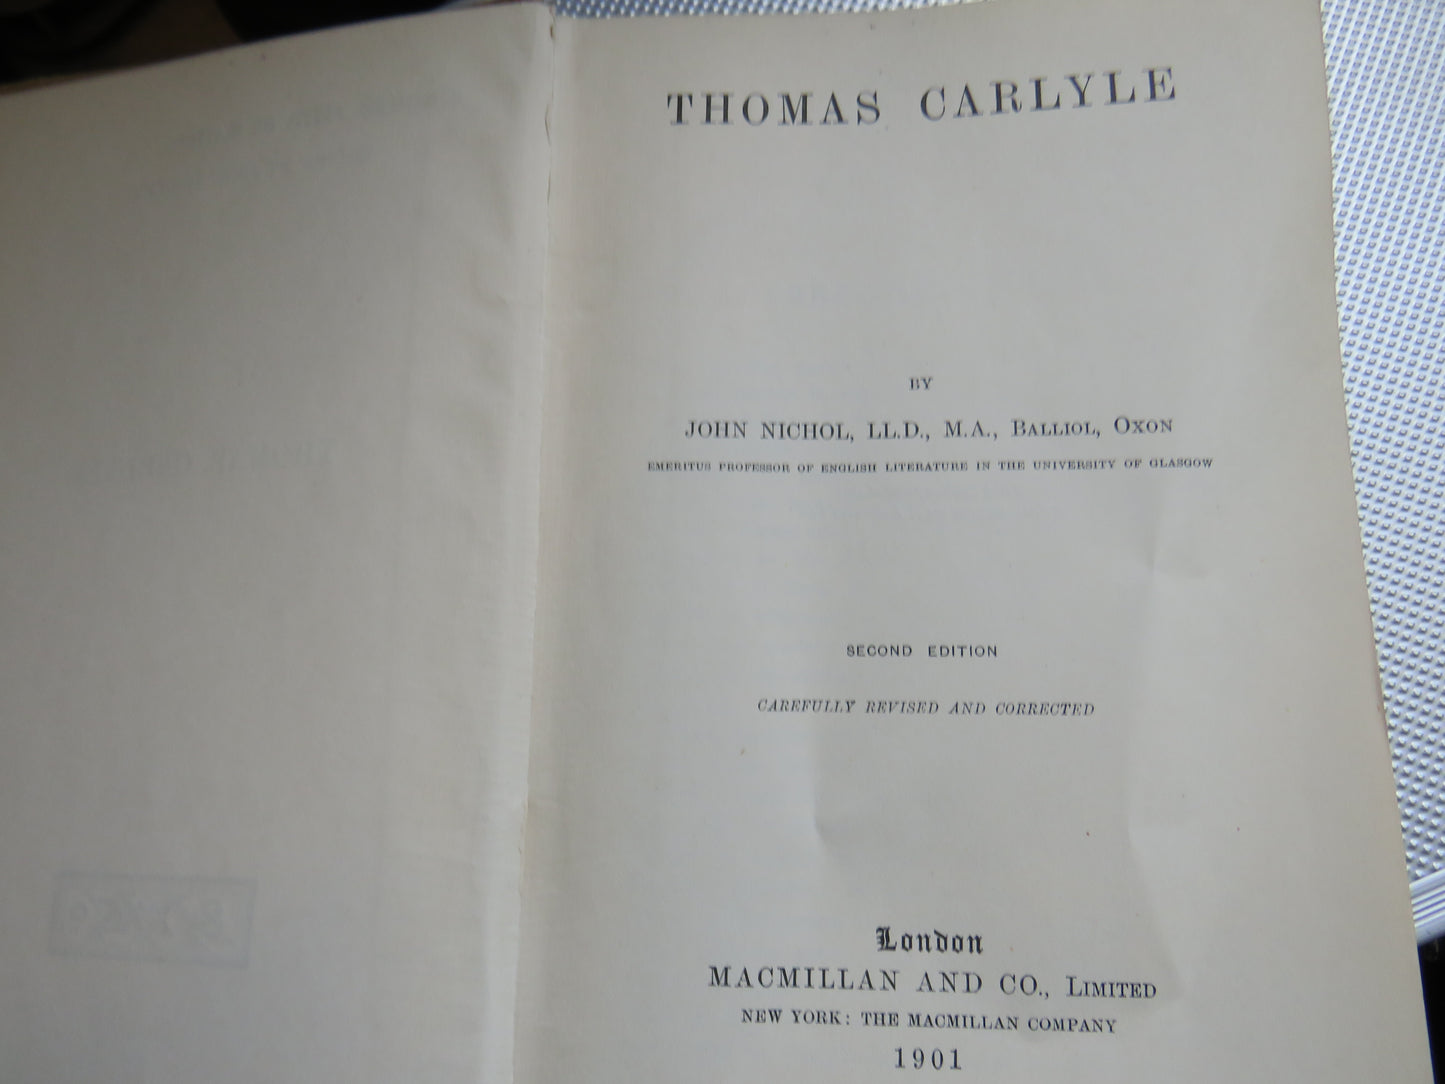 THOMAS CARLYLE
BY
JOHN NICHOL, LL.D., M.A., BALLIOL, OXON
EMERITUS PROFESSOR OF ENGLISH LITERATURE IN THE UNIVERSITY OF GLASGOW
SECOND EDITION
CAREFULLY REVISED AND CORRECTED
London
MACMILLAN AND CO., LIMITED
NEW YORK: THE MACMILLAN COMPANY
1901